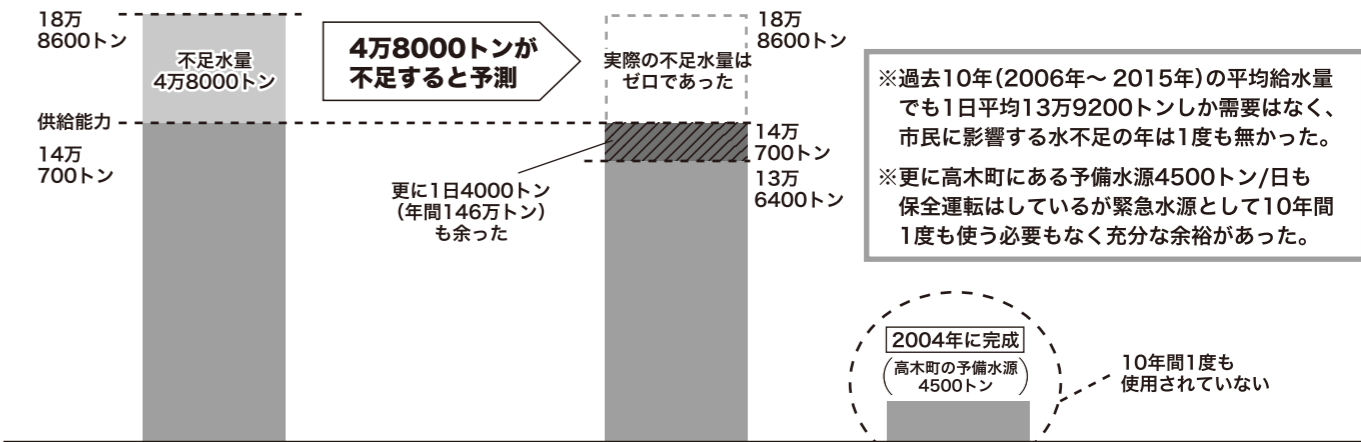 18万
8600トン
不足水量
4万8000トン
供給能力
14万
700トン
4万8000トンが
不足すると予測
更に1日4000トン
（年間146万トン）
も余った
実際の不足水量は
ゼロであった
18万
8600トン
14万
700トン
13万
6400トン
※過去10年（2006年〜2015年）の平均給水量
でも1日平均13万9200トンしか需要はなく、
市民に影響する水不足の年は1度も無かった。
※更に高木町にある予備水源4500トン/日も
保全運転はしているが緊急水源として10年間
1度も使う必要もなく充分な余裕があった。
2004年に完成
（高木町の予備水源
4500トン）
10年間1度も
使用されていない